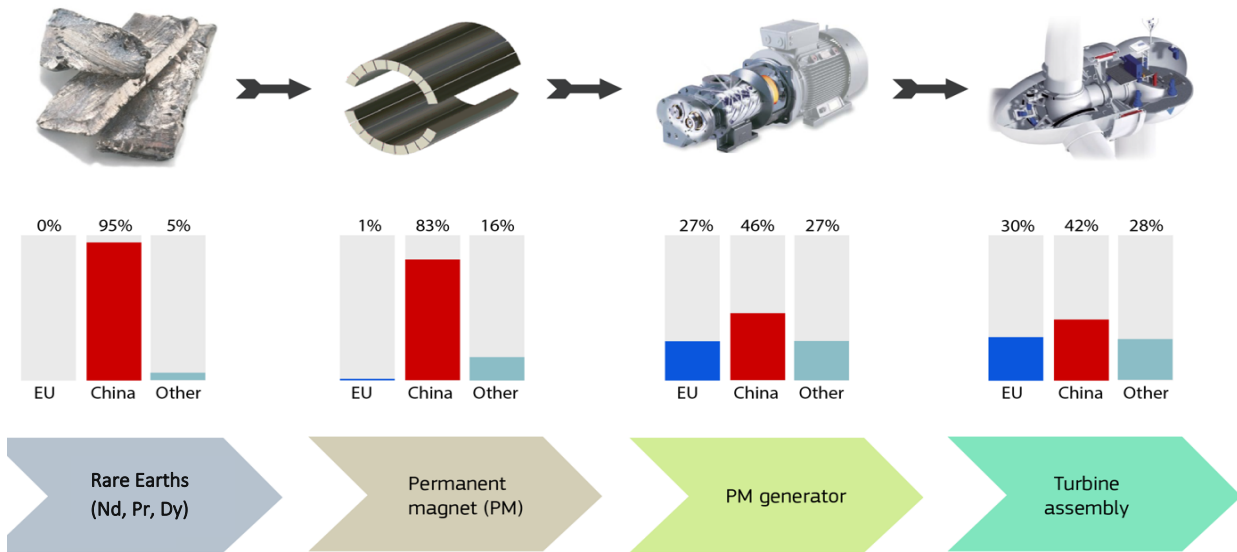 0% 95% 5%
1% 83% 16%
27% 46% 27%
30% 42% 28%
EU China Other
EU China Other
EU China Other
EU China Other
Rare Earths
(Nd, Pr, Dy)
Permanent
magnet (PM)
PM generator
Turbine
assembly